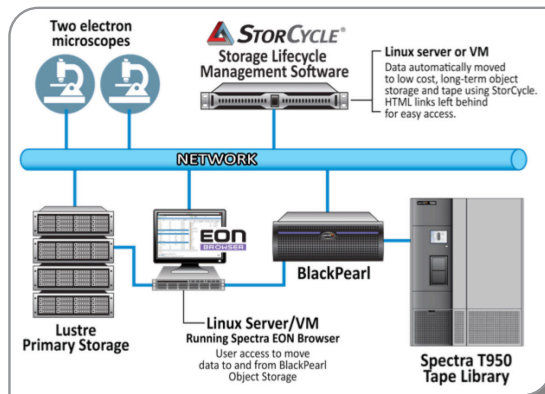 Two electron
microscopes
STORCYCLE®
Storage Lifecycle
Management Software
Linux server or VM
Data automatically moved
to low cost, long-term object
storage and tape using StorCycle.
HTML links left behind
for easy access.
NETWORK
EON
BROWSER
BlackPearl
Lustre
Primary Storage
Linux Server/VM
Running Spectra EON Browser
User access to move
data to and from BlackPearl
Object Storage
Spectra T950
Tape Library